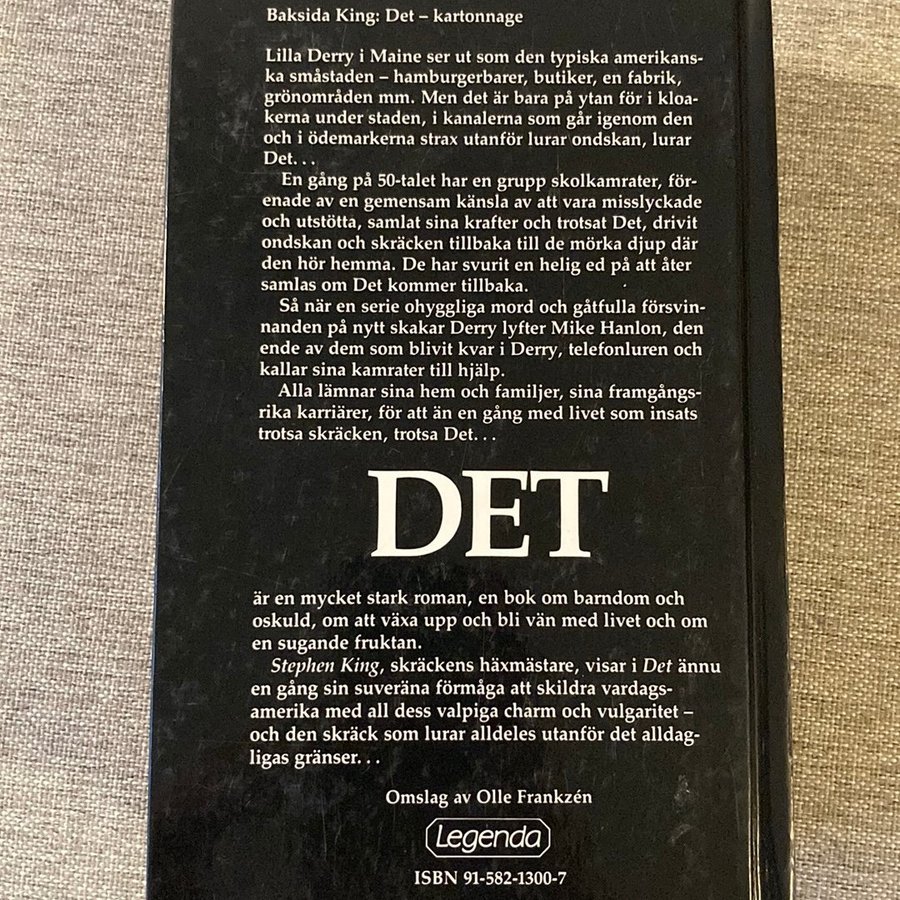 Baksida King: Det – kartonnage
Lilla Derry i Maine ser ut som den typiska amerikans-
ka småstaden – hamburgerbarer, butiker, en fabrik,
grönområden mm. Men det är bara på ytan för i kloa-
kerna under staden, i kanalerna som går igenom den
och i ödemarkerna strax utanför lurar ondskan, lurar
Det. . .
En gång på 50-talet har en grupp skolkamrater, för-
enade av en gemensam känsla av att vara misslyckade
och utstötta, samlat sina krafter och trotsat Det, drivit
ondskan och skräcken tillbaka till de mörka djup där
den hör hemma. De har svurit en helig ed på att åter
samlas om Det kommer tillbaka.
Så när en serie ohyggliga mord och gåtfulla försvin-
nanden på nytt skakar Derry lyfter Mike Hanlon, den
ende av dem som blivit kvar i Derry, telefonluren och
kallar sina kamrater till hjälp.
Alla lämnar sina hem och familjer, sina framgångs-
rika karriärer, för att än en gång med livet som insats
trotsa skräcken, trotsa Det. . .
DET
är en mycket stark roman, en bok om barndom och
oskuld, om att växa upp och bli vän med livet och om
en sugande fruktan.
Stephen King, skräckens häxmästare, visar i Det ännu
en gång sin suveräna förmåga att skildra vardags-
amerika med all dess valpiga charm och vulgaritet –
och den skräck som lurar alldeles utanför det alldag-
ligas gränser. . .
Omslag av Olle Frankzén
Legenda
ISBN 91-582-1300-7